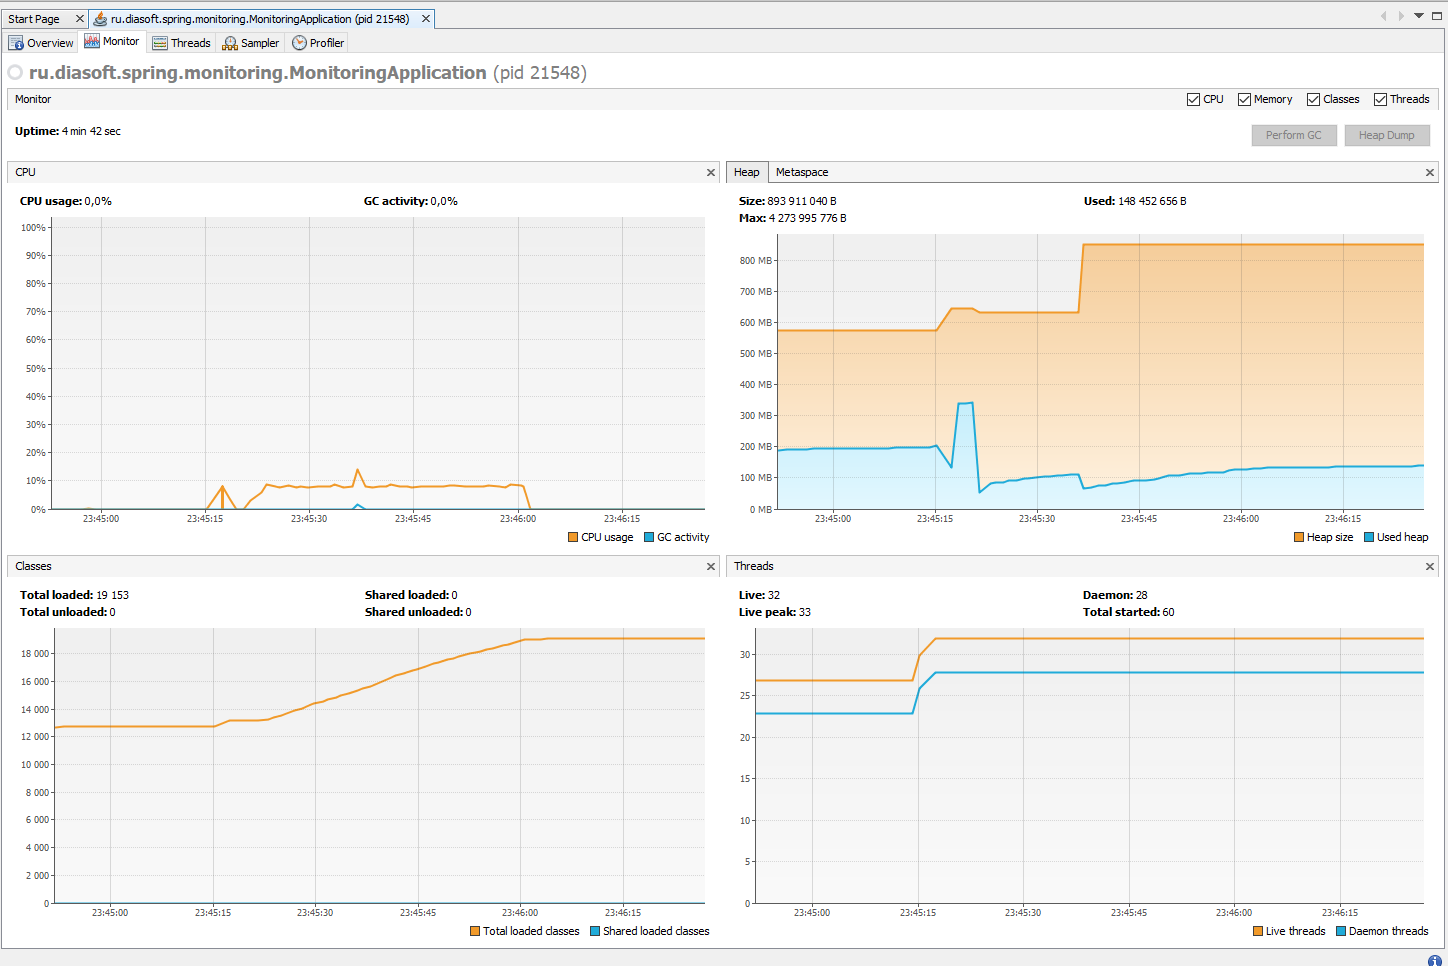 Start Page
ru.diasoft.spring.monitoring.MonitoringApplication (pid 21548)
Overview Monitor Threads Sampler Profiler
ru.diasoft.spring.monitoring.MonitoringApplication (pid 21548)
Monitor CPU Memory Classes Threads
Uptime: 4 min 42 sec
Perform GC Heap Dump
CPU
CPU usage: 0,0% GC activity: 0,0%
100%
90%
80%
70%
60%
50%
40%
30%
20%
10%
0%
23:45:00 23:45:15 23:45:30 23:45:45 23:46:00 23:46:15
CPU usage GC activity
Heap Metaspace
Size: 893 911 040 B Used: 148 452 656 B
Max: 4 273 995 776 B
800 MB
700 MB
600 MB
500 MB
400 MB
300 MB
200 MB
100 MB
0 MB
23:45:00 23:45:15 23:45:30 23:45:45 23:46:00 23:46:15
Heap size Used heap
Classes
Total loaded: 19 153 Shared loaded: 0
Total unloaded: 0 Shared unloaded: 0
18 000
16 000
14 000
12 000
10 000
8 000
6 000
4 000
2 000
0
23:45:00 23:45:15 23:45:30 23:45:45 23:46:00 23:46:15
Total loaded classes Shared loaded classes
Threads
Live: 32 Daemon: 28
Live peak: 33 Total started: 60
30
25
20
15
10
5
0
23:45:00 23:45:15 23:45:30 23:45:45 23:46:00 23:46:15
Live threads Daemon threads